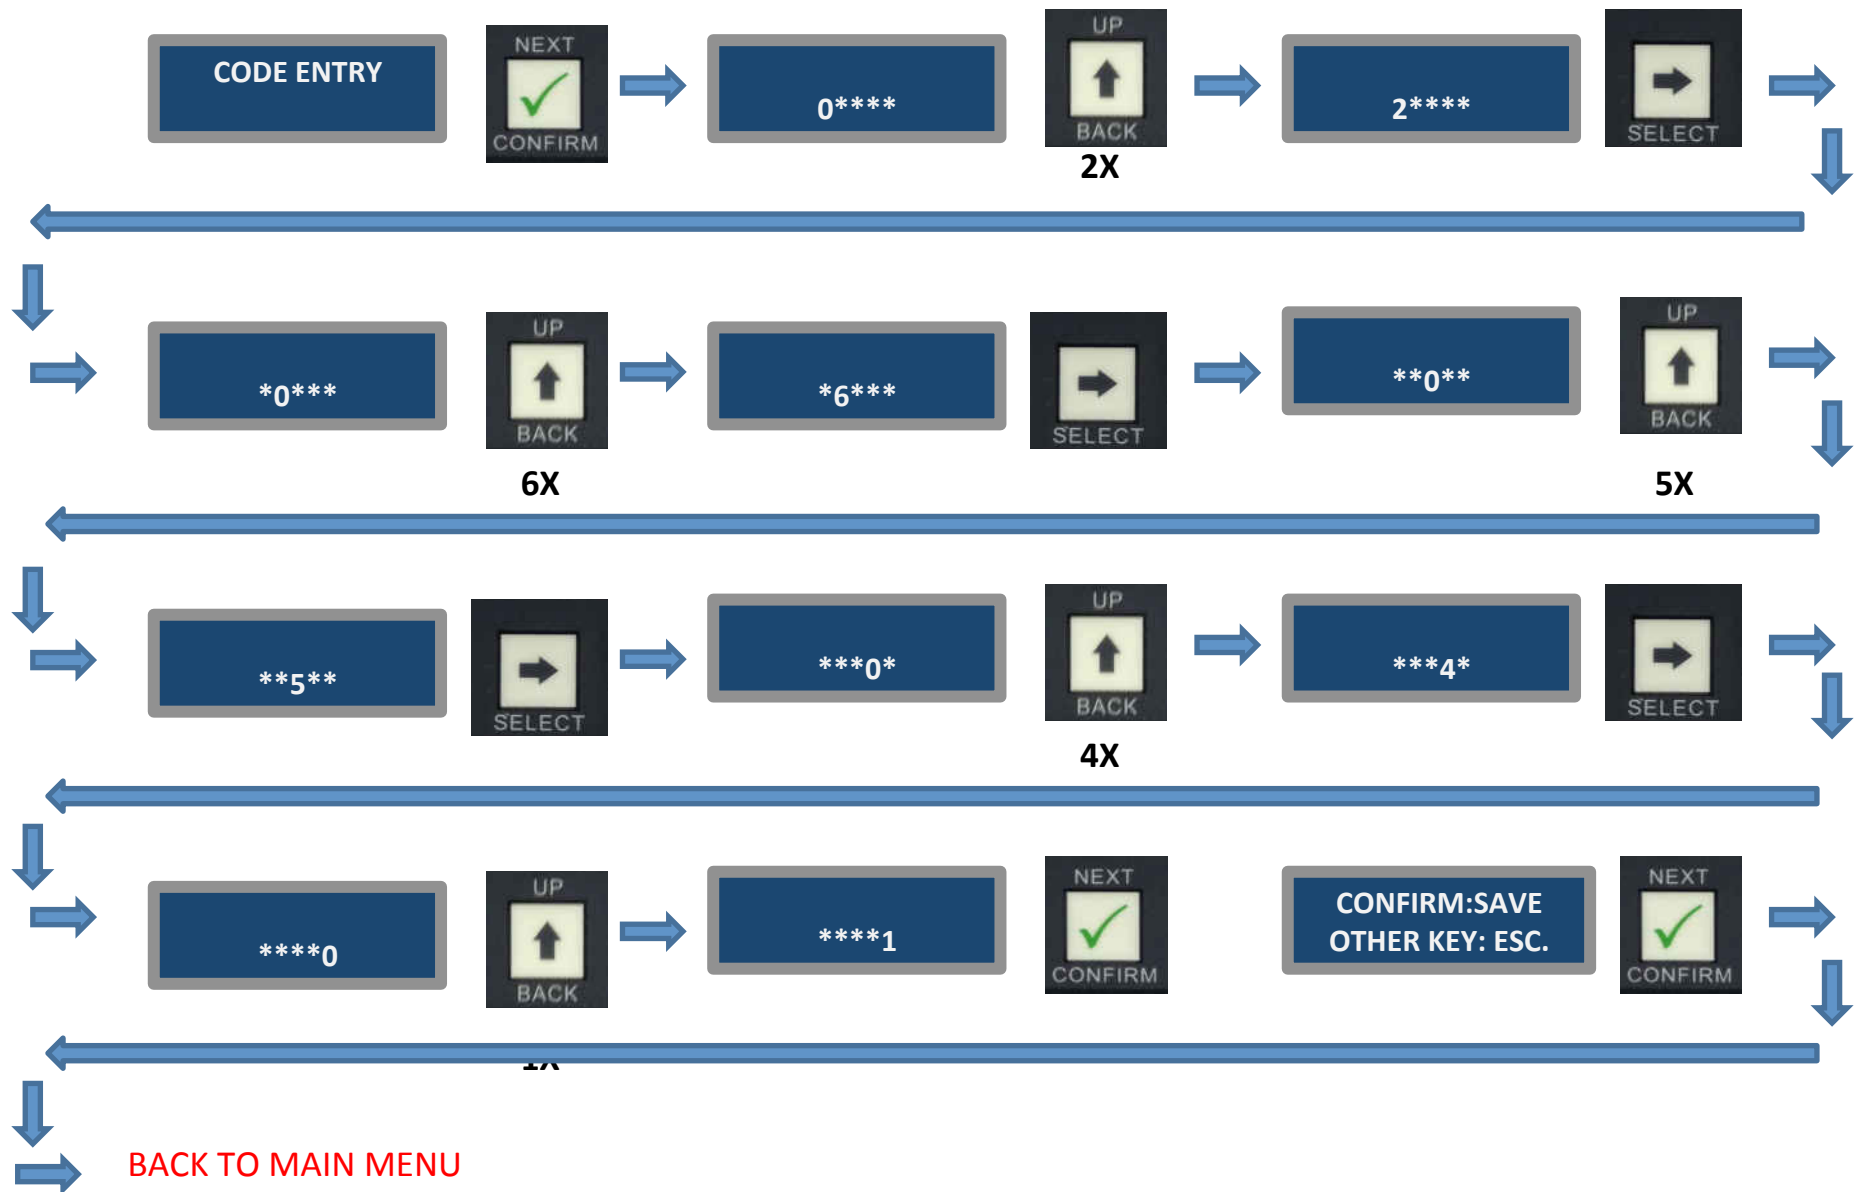 CODE ENTRY
NEXT
CONFIRM
0****
UP
BACK
2X
2****
SELECT
*0***
UP
BACK
6X
*6***
SELECT
**0**
UP
BACK
5X
**5**
SELECT
***0*
UP
BACK
4X
***4*
SELECT
****0
UP
BACK
1X
****1
NEXT
CONFIRM
CONFIRM:SAVE
OTHER KEY: ESC.
NEXT
CONFIRM
BACK TO MAIN MENU